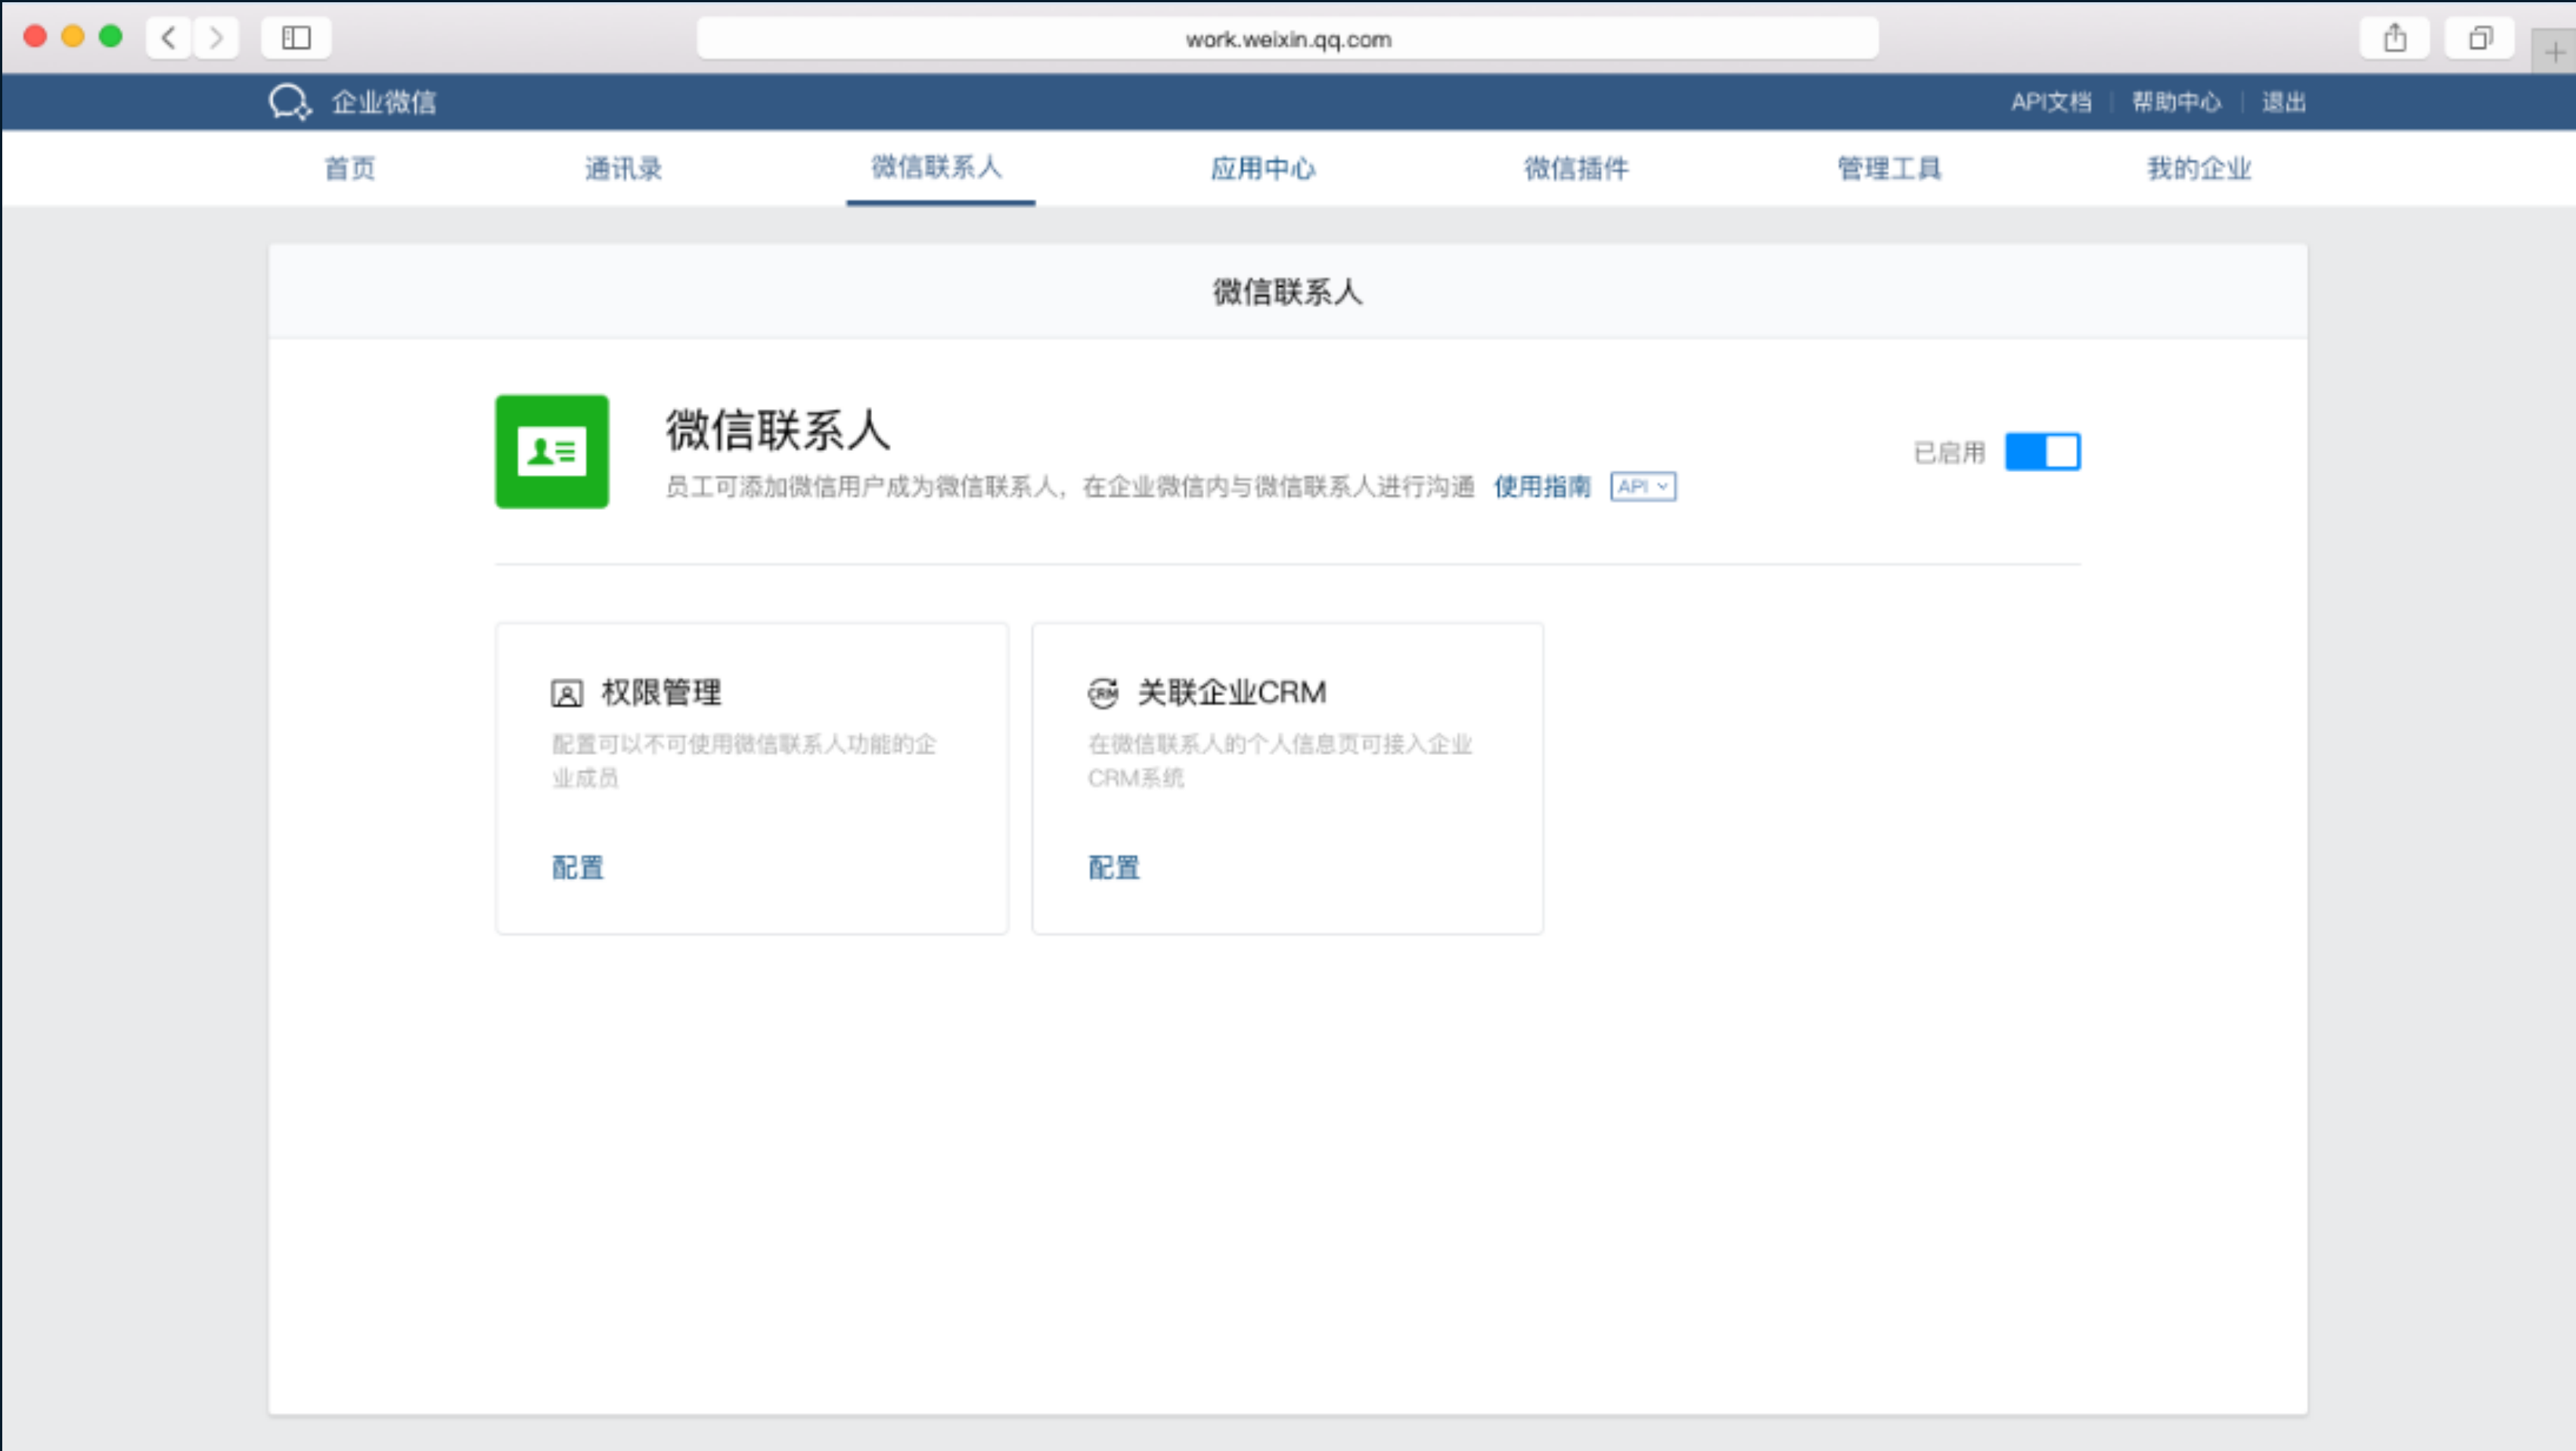 work.weixin.qq.com
企业微信
API文档 帮助中心 退出
首页 通讯录 微信联系人 应用中心 微信插件 管理工具 我的企业
微信联系人
微信联系人
员工可添加微信用户成为微信联系人，在企业微信内与微信联系人进行沟通 使用指南 API
已启用
权限管理
配置可以不可使用微信联系人功能的企
业成员
配置
CRM 关联企业CRM
在微信联系人的个人信息页可接入企业
CRM系统
配置